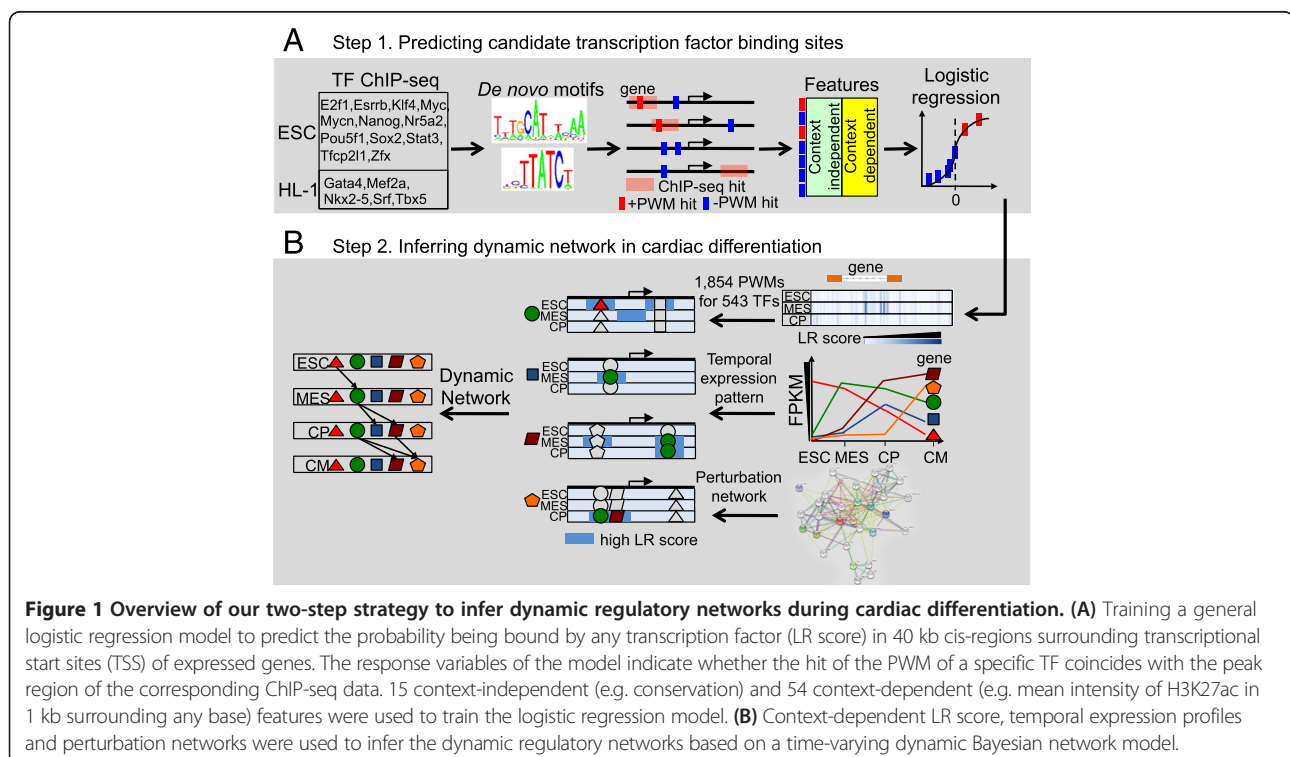 A Step 1. Predicting candidate transcription factor binding sites
TF ChIP-seq
ESC
E2f1,Esrrb,Klf4,Myc,
Mycn,Nanog,Nr5a2,
Pou5f1,Sox2,Stat3,
Tfcp2l1,Zfx
HL-1
Gata4,Mef2a,
Nkx2-5,Srf,Tbx5
De novo motifs
TTATCT
gene
ChIP-seq hit
+PWM hit -PWM hit
Features
Context independent
Context dependent
Logistic
regression
0
B Step 2. Inferring dynamic network in cardiac differentiation
gene
ESC
MES
CP
LR score
1,854 PWMs
for 543 TFs
ESC
MES
CP
ESC
MES
CP
ESC
MES
CP
ESC
MES
CP
high LR score
Temporal
expression
pattern
FPKM
gene
ESC MES CP CM
Perturbation
network
Dynamic
Network
ESC
MES
CP
CM
Figure 1 Overview of our two-step strategy to infer dynamic regulatory networks during cardiac differentiation. (A) Training a general
logistic regression model to predict the probability being bound by any transcription factor (LR score) in 40 kb cis-regions surrounding transcriptional
start sites (TSS) of expressed genes. The response variables of the model indicate whether the hit of the PWM of a specific TF coincides with the peak
region of the corresponding ChIP-seq data. 15 context-independent (e.g. conservation) and 54 context-dependent (e.g. mean intensity of H3K27ac in
1 kb surrounding any base) features were used to train the logistic regression model. (B) Context-dependent LR score, temporal expression profiles
and perturbation networks were used to infer the dynamic regulatory networks based on a time-varying dynamic Bayesian network model.